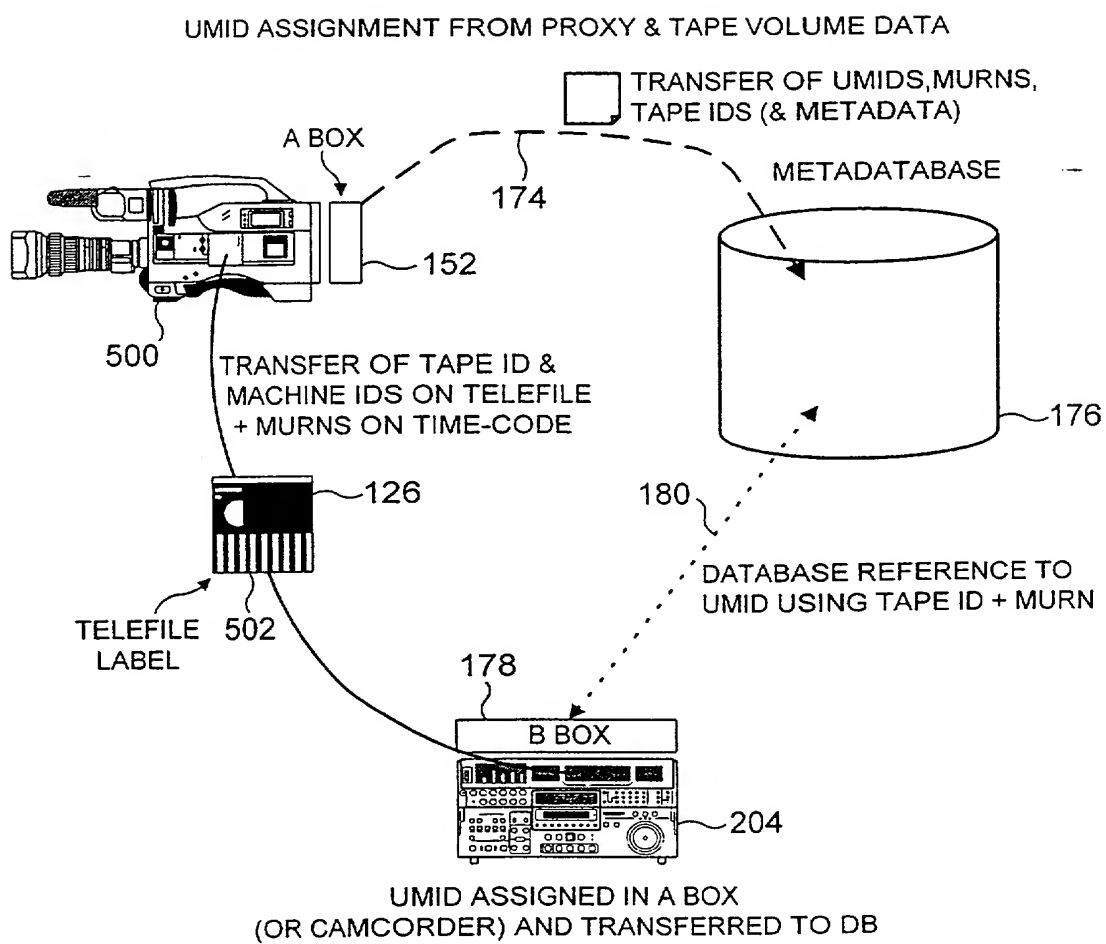 UMID ASSIGNMENT FROM PROXY & TAPE VOLUME DATA
TRANSFER OF UMIDS,MURNS,
TAPE IDS (& METADATA)
A BOX
174
METADATABASE
152
500
TRANSFER OF TAPE ID &
MACHINE IDS ON TELEFILE
+ MURNS ON TIME-CODE
176
126
180
DATABASE REFERENCE TO
UMID USING TAPE ID + MURN
TELEFILE
LABEL
502
178
B BOX
204
UMID ASSIGNED IN A BOX
(OR CAMCORDER) AND TRANSFERRED TO DB